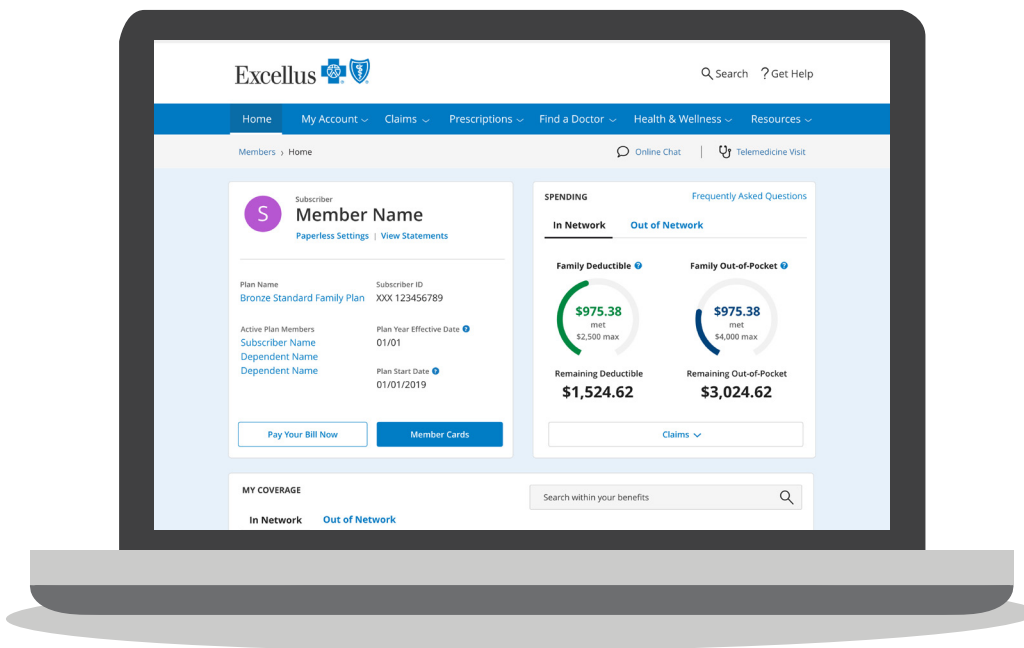 Excellus
Search ? Get Help
Home My Account Claims Prescriptions Find a Doctor Health & Wellness Resources
Members › Home
Online Chat | Telemedicine Visit
S
Subscriber
Member Name
Paperless Settings | View Statements
Plan Name
Bronze Standard Family Plan
Subscriber ID
XXX 123456789
Active Plan Members
Subscriber Name
Dependent Name
Dependent Name
Plan Year Effective Date ?
01/01
Plan Start Date ?
01/01/2019
Pay Your Bill Now
Member Cards
SPENDING
Frequently Asked Questions
In Network Out of Network
Family Deductible ?
$975.38
met
$2,500 max
Remaining Deductible
$1,524.62
Family Out-of-Pocket ?
$975.38
met
$4,000 max
Remaining Out-of-Pocket
$3,024.62
Claims
MY COVERAGE
Search within your benefits
In Network Out of Network